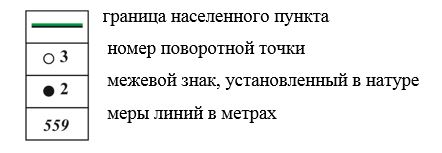 граница населенного пункта
3 номер поворотной точки
2 межевой знак, установленный в натуре
559 меры линий в метрах